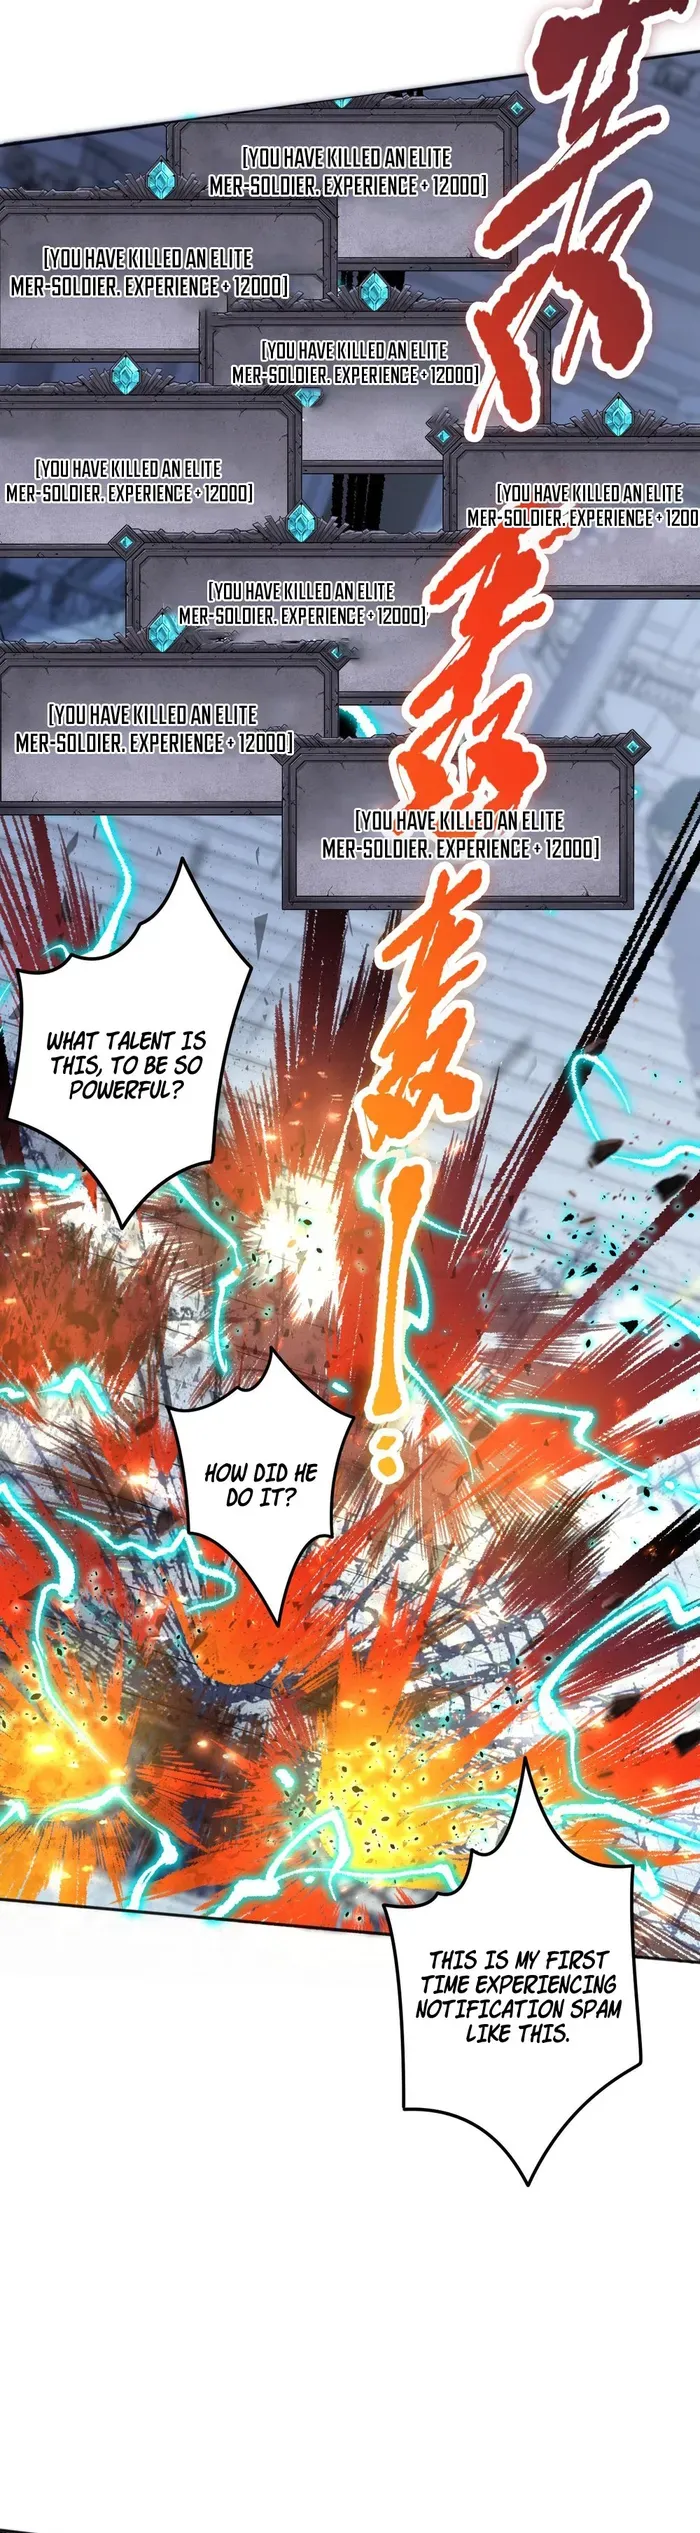 [YOU HAVE KILLED AN ELITE
MER-SOLDIER. EXPERIENCE + 12000]
[YOU HAVE KILLED AN ELITE
MER-SOLDIER. EXPERIENCE + 12000]
[YOU HAVE KILLED AN ELITE
MER-SOLDIER. EXPERIENCE + 12000]
[YOU HAVE KILLED AN ELITE
MER-SOLDIER. EXPERIENCE + 12000]
[YOU HAVE KILLED AN ELITE
MER-SOLDIER. EXPERIENCE + 1200
[YOU HAVE KILLED AN ELITE
MER-SOLDIER. EXPERIENCE + 12000]
[YOU HAVE KILLED AN ELITE
MER-SOLDIER. EXPERIENCE + 12000]
[YOU HAVE KILLED AN ELITE
MER-SOLDIER. EXPERIENCE + 12000]
WHAT TALENT IS
THIS, TO BE SO
POWERFUL?
HOW DID HE
DO IT?
THIS IS MY FIRST
TIME EXPERIENCING
NOTIFICATION SPAM
LIKE THIS.